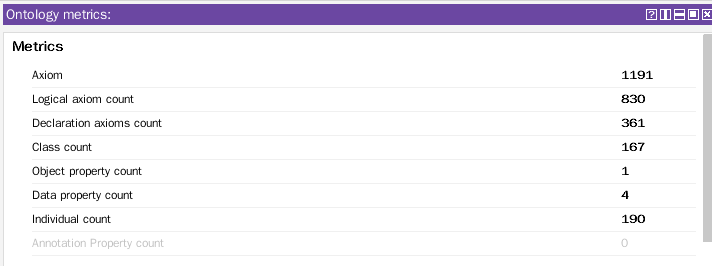 Ontology metrics:
Metrics
Axiom 1191
Logical axiom count 830
Declaration axioms count 361
Class count 167
Object property count 1
Data property count 4
Individual count 190
Annotation Property count 0